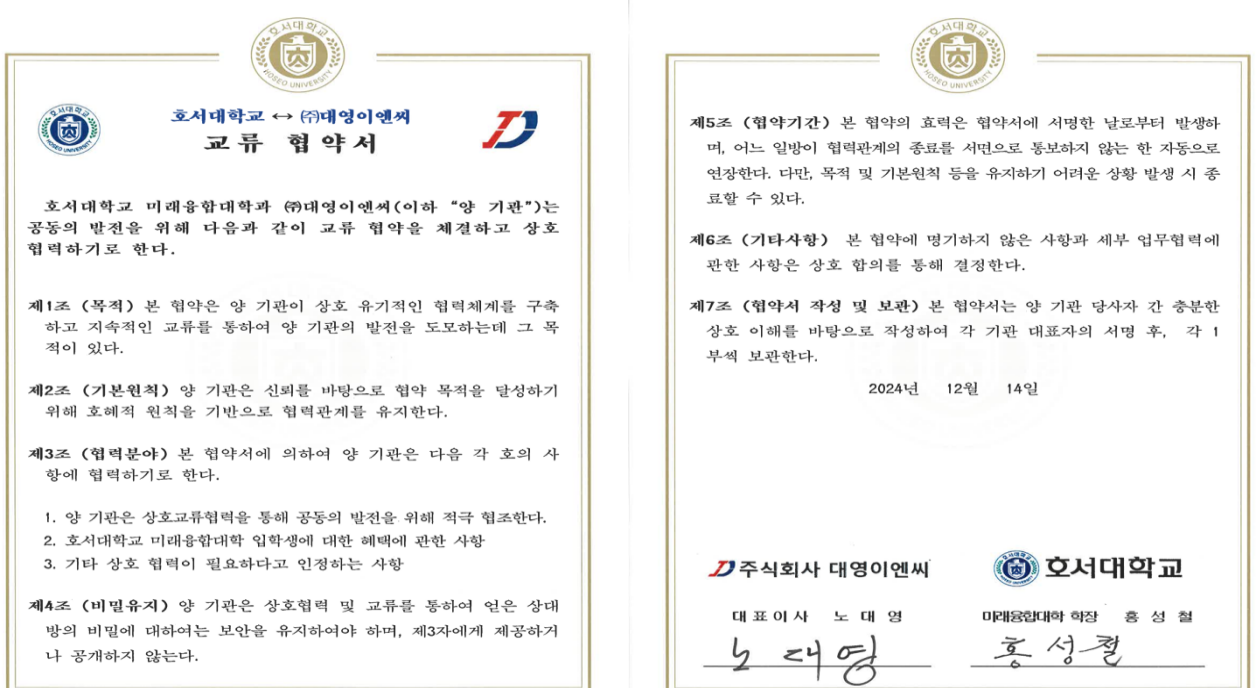 호서대학교
HOSEO UNIVERSITY
호서대학교
HOSEO UNIVERSITY
호서대학교 ↔ ㈜대영이엔씨
교류 협약서
호서대학교 미래융합대학과 ㈜대영이엔씨(이하 “양 기관”)는
공동의 발전을 위해 다음과 같이 교류 협약을 체결하고 상호
협력하기로 한다.
제1조 (목적) 본 협약은 양 기관이 상호 유기적인 협력체계를 구축
하고 지속적인 교류를 통하여 양 기관의 발전을 도모하는데 그 목
적이 있다.
제2조 (기본원칙) 양 기관은 신뢰를 바탕으로 협약 목적을 달성하기
위해 호혜적 원칙을 기반으로 협력관계를 유지한다.
제3조 (협력분야) 본 협약서에 의하여 양 기관은 다음 각 호의 사
항에 협력하기로 한다.
1. 양 기관은 상호교류협력을 통해 공동의 발전을 위해 적극 협조한다.
2. 호서대학교 미래융합대학 입학생에 대한 혜택에 관한 사항
3. 기타 상호 협력이 필요하다고 인정하는 사항
제4조 (비밀유지) 양 기관은 상호협력 및 교류를 통하여 얻은 상대
방의 비밀에 대하여는 보안을 유지하여야 하며, 제3자에게 제공하거
나 공개하지 않는다.
호서대학교
HOSEO UNIVERSITY
제5조 (협약기간) 본 협약의 효력은 협약서에 서명한 날로부터 발생하
며, 어느 일방이 협력관계의 종료를 서면으로 통보하지 않는 한 자동으로
연장한다. 다만, 목적 및 기본원칙 등을 유지하기 어려운 상황 발생 시 종
료할 수 있다.
제6조 (기타사항) 본 협약에 명기하지 않은 사항과 세부 업무협력에
관한 사항은 상호 합의를 통해 결정한다.
제7조 (협약서 작성 및 보관) 본 협약서는 양 기관 당사자 간 충분한
상호 이해를 바탕으로 작성하여 각 기관 대표자의 서명 후, 각 1
부씩 보관한다.
2024년 12월 14일
주식회사 대영이엔씨
대표이사 노 대 영
노 대영
호서대학교
미래융합대학 학장 홍 성 철
홍 성 철